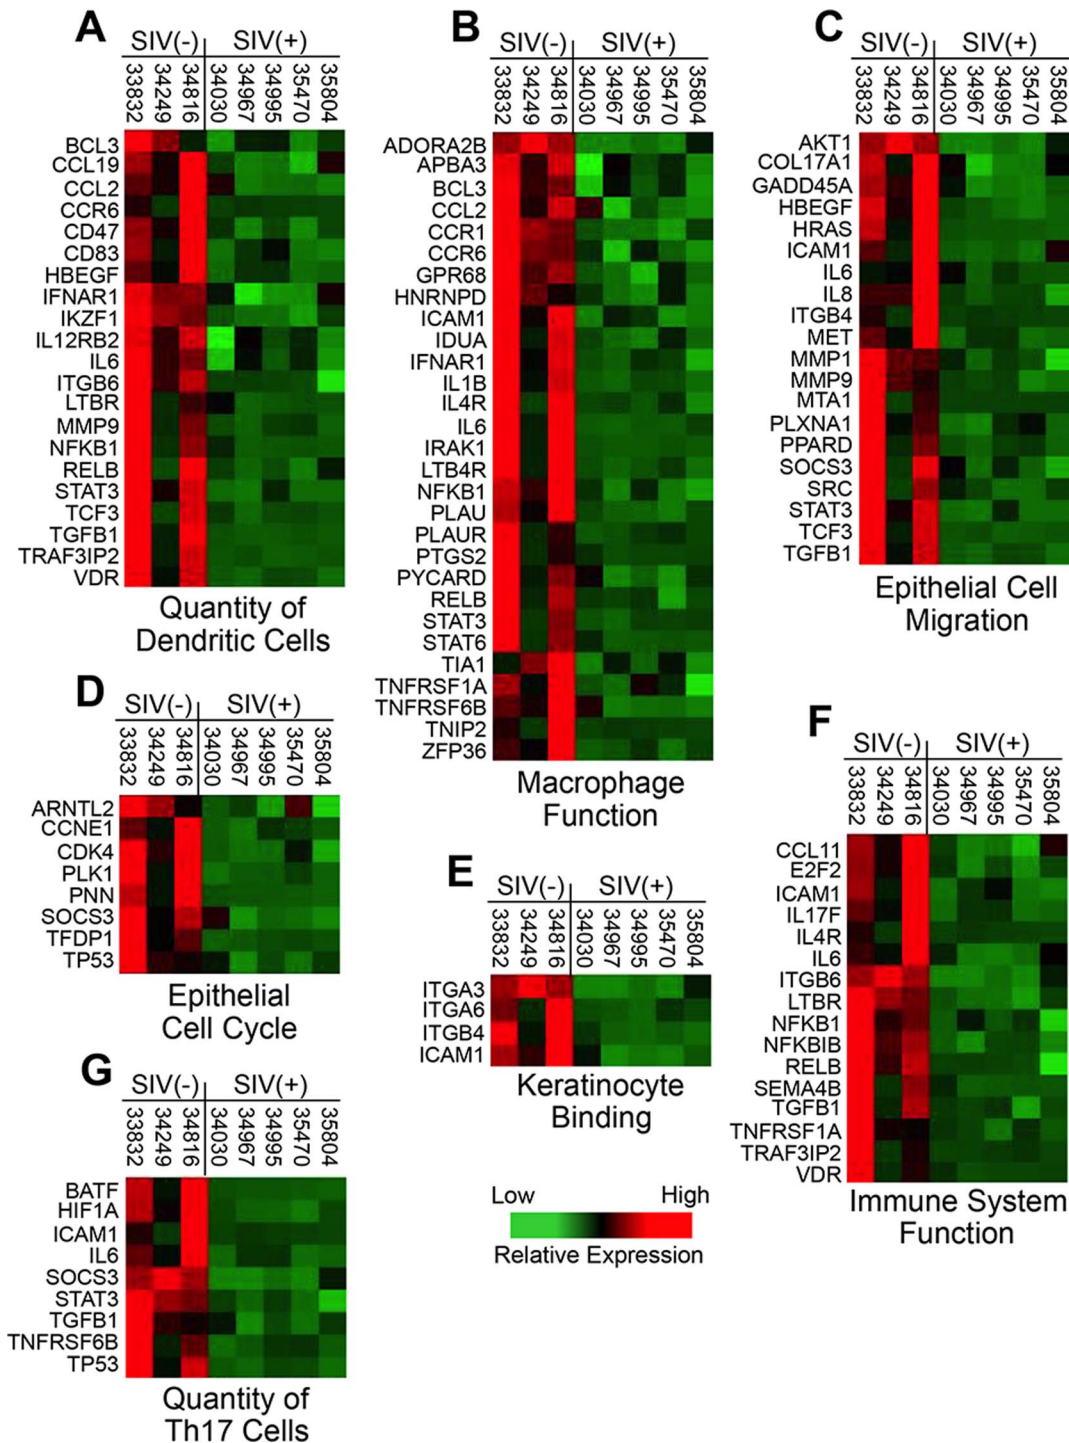 A
SIV(-) SIV(+)
33832 34249 34816 34030 34967 34995 35470 35804
BCL3
CCL19
CCL2
CCR6
CD47
CD83
HBEGF
IFNAR1
IKZF1
IL12RB2
IL6
ITGB6
LTBR
MMP9
NFKB1
RELB
STAT3
TCF3
TGFB1
TRAF3IP2
VDR
Quantity of
Dendritic Cells
B
SIV(-) SIV(+)
33832 34249 34816 34030 34967 34995 35470 35804
ADORA2B
APBA3
BCL3
CCL2
CCR1
CCR6
GPR68
HNRNPD
ICAM1
IDUA
IFNAR1
IL1B
IL4R
IL6
IRAK1
LTB4R
NFKB1
PLAU
PLAUR
PTGS2
PYCARD
RELB
STAT3
STAT6
TIA1
TNFRSF1A
TNFRSF6B
TNIP2
ZFP36
Macrophage
Function
C
SIV(-) SIV(+)
33832 34249 34816 34030 34967 34995 35470 35804
AKT1
COL17A1
GADD45A
HBEGF
HRAS
ICAM1
IL6
IL8
ITGB4
MET
MMP1
MMP9
MTA1
PLXNA1
PPARD
SOCS3
SRC
STAT3
TCF3
TGFB1
Epithelial Cell
Migration
D
SIV(-) SIV(+)
33832 34249 34816 34030 34967 34995 35470 35804
ARNTL2
CCNE1
CDK4
PLK1
PNN
SOCS3
TFDP1
TP53
Epithelial
Cell Cycle
E
SIV(-) SIV(+)
33832 34249 34816 34030 34967 34995 35470 35804
ITGA3
ITGA6
ITGB4
ICAM1
Keratinocyte
Binding
Low High
Relative Expression
F
SIV(-) SIV(+)
33832 34249 34816 34030 34967 34995 35470 35804
CCL11
E2F2
ICAM1
IL17F
IL4R
IL6
ITGB6
LTBR
NFKB1
NFKBIB
RELB
SEMA4B
TGFB1
TNFRSF1A
TRAF3IP2
VDR
Immune System
Function
G
SIV(-) SIV(+)
33832 34249 34816 34030 34967 34995 35470 35804
BATF
HIF1A
ICAM1
IL6
SOCS3
STAT3
TGFB1
TNFRSF6B
TP53
Quantity of
Th17 Cells